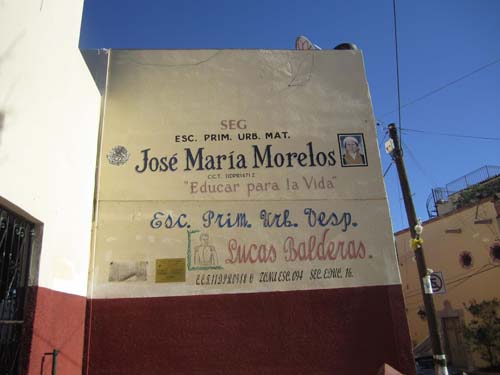 SEG
ESC. PRIM. URB. MAT.
José María Morelos
"Educar para la Vida"
Esc. Prim. Urb. Vesp.
Lucas Balderas.
ZONA ESC. 094 SEC. EDUC. 16.